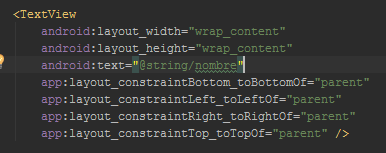 <TextView
android:layout_width="wrap_content"
android:layout_height="wrap_content"
android:text="@string/nombre"
app:layout_constraintBottom_toBottomOf="parent"
app:layout_constraintLeft_toLeftOf="parent"
app:layout_constraintRight_toRightOf="parent"
app:layout_constraintTop_toTopOf="parent" />